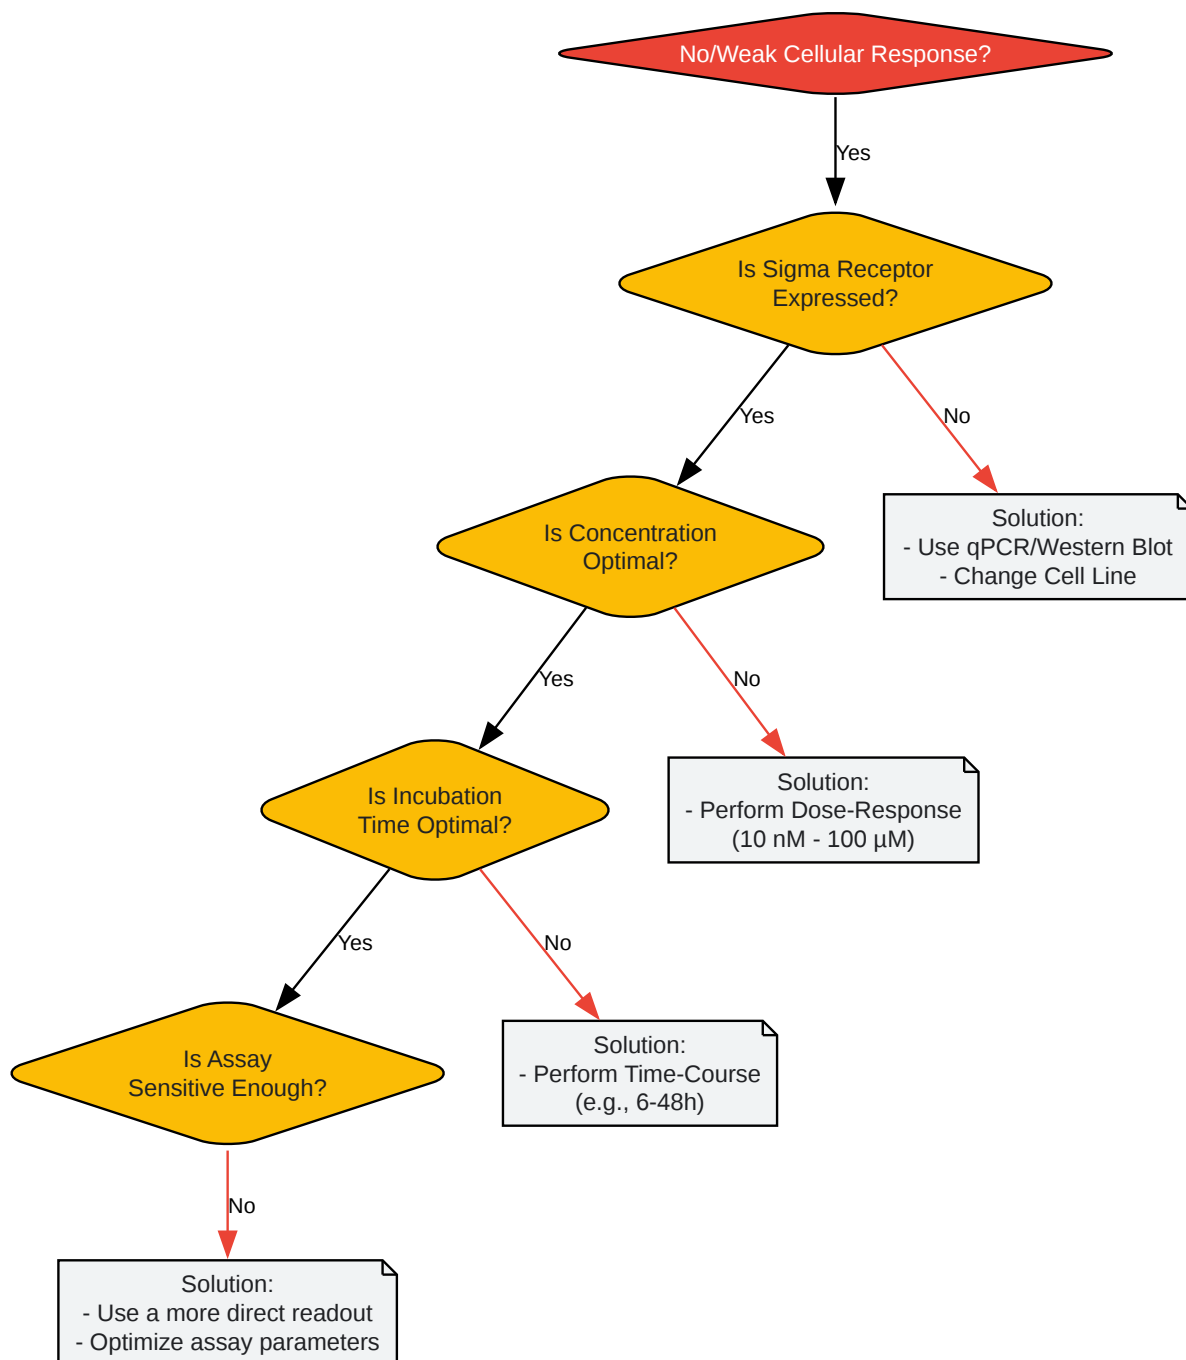 No/Weak Cellular Response?
Yes
Is Sigma Receptor
Expressed?
Yes
No
Is Concentration
Optimal?
Solution:
- Use qPCR/Western Blot
- Change Cell Line
Yes
No
Is Incubation
Time Optimal?
Solution:
- Perform Dose-Response
(10 nM - 100 µM)
Yes
No
Is Assay
Sensitive Enough?
Solution:
- Perform Time-Course
(e.g., 6-48h)
No
Solution:
- Use a more direct readout
- Optimize assay parameters